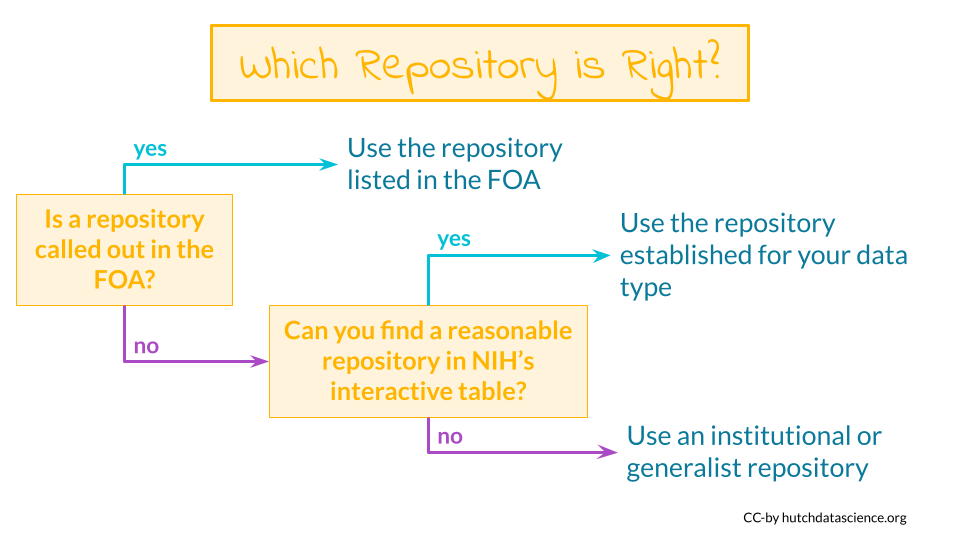 Which Repository is Right?
yes
Use the repository
listed in the FOA
Is a repository
called out in the
FOA?
yes
Use the repository
established for your data
type
no
Can you find a reasonable
repository in NIH’s
interactive table?
no
Use an institutional or
generalist repository
CC-by hutchdatascience.org